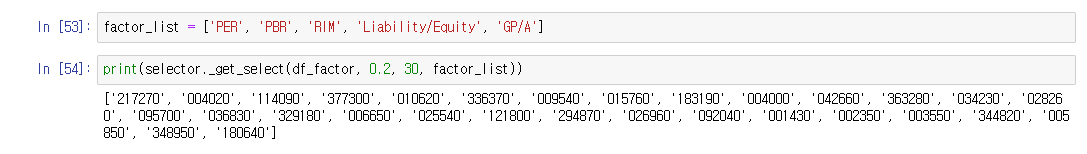 In [53]: factor_list = ['PER', 'PBR', 'RIM', 'Liability/Equity', 'GP/A']
In [54]: print(selector._get_select(df_factor, 0.2, 30, factor_list))
['217270', '004020', '114090', '377300', '010620', '336370', '009540', '015760', '183190', '004000', '042660', '363280', '034230', '02826
0', '095700', '036830', '329180', '006650', '025540', '121800', '294870', '026960', '092040', '001430', '002350', '003550', '344820', '005
850', '348950', '180640']